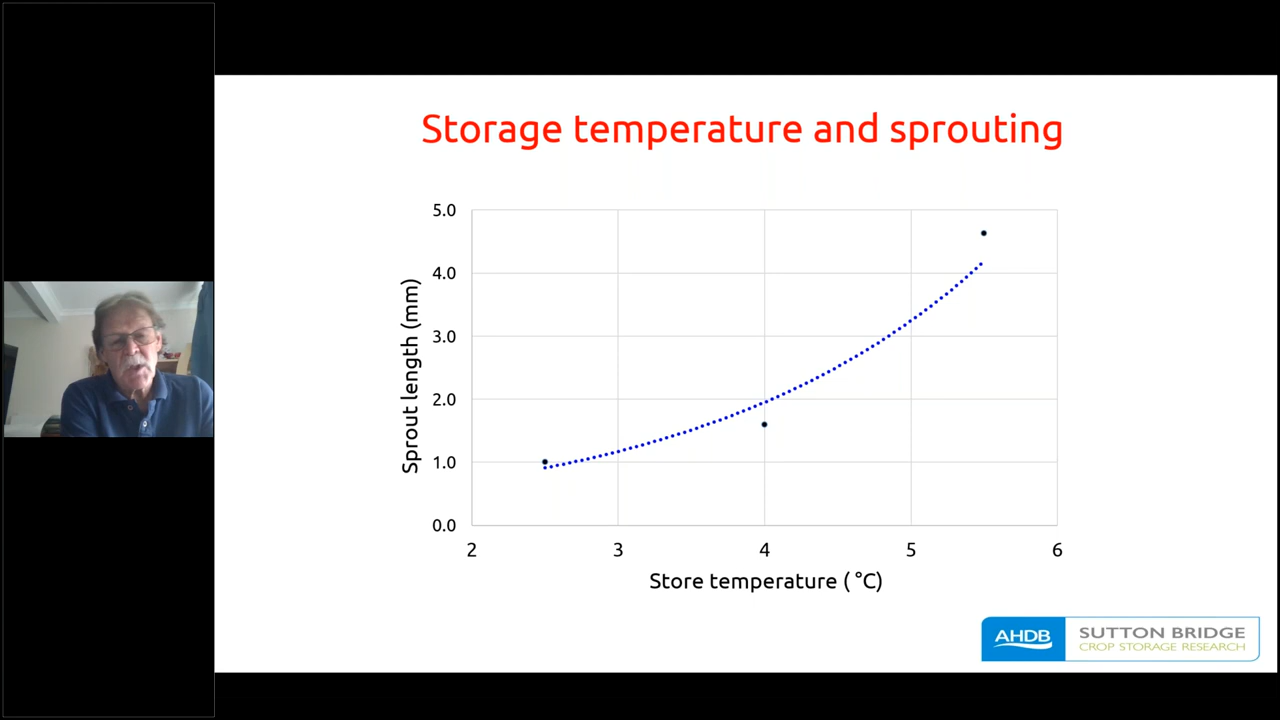 Storage temperature and sprouting
5.0
4.0
3.0
2.0
1.0
0.0
Sprout length (mm)
2 3 4 5 6
Store temperature ( °C)
AHDB
SUTTON BRIDGE
CROP STORAGE RESEARCH